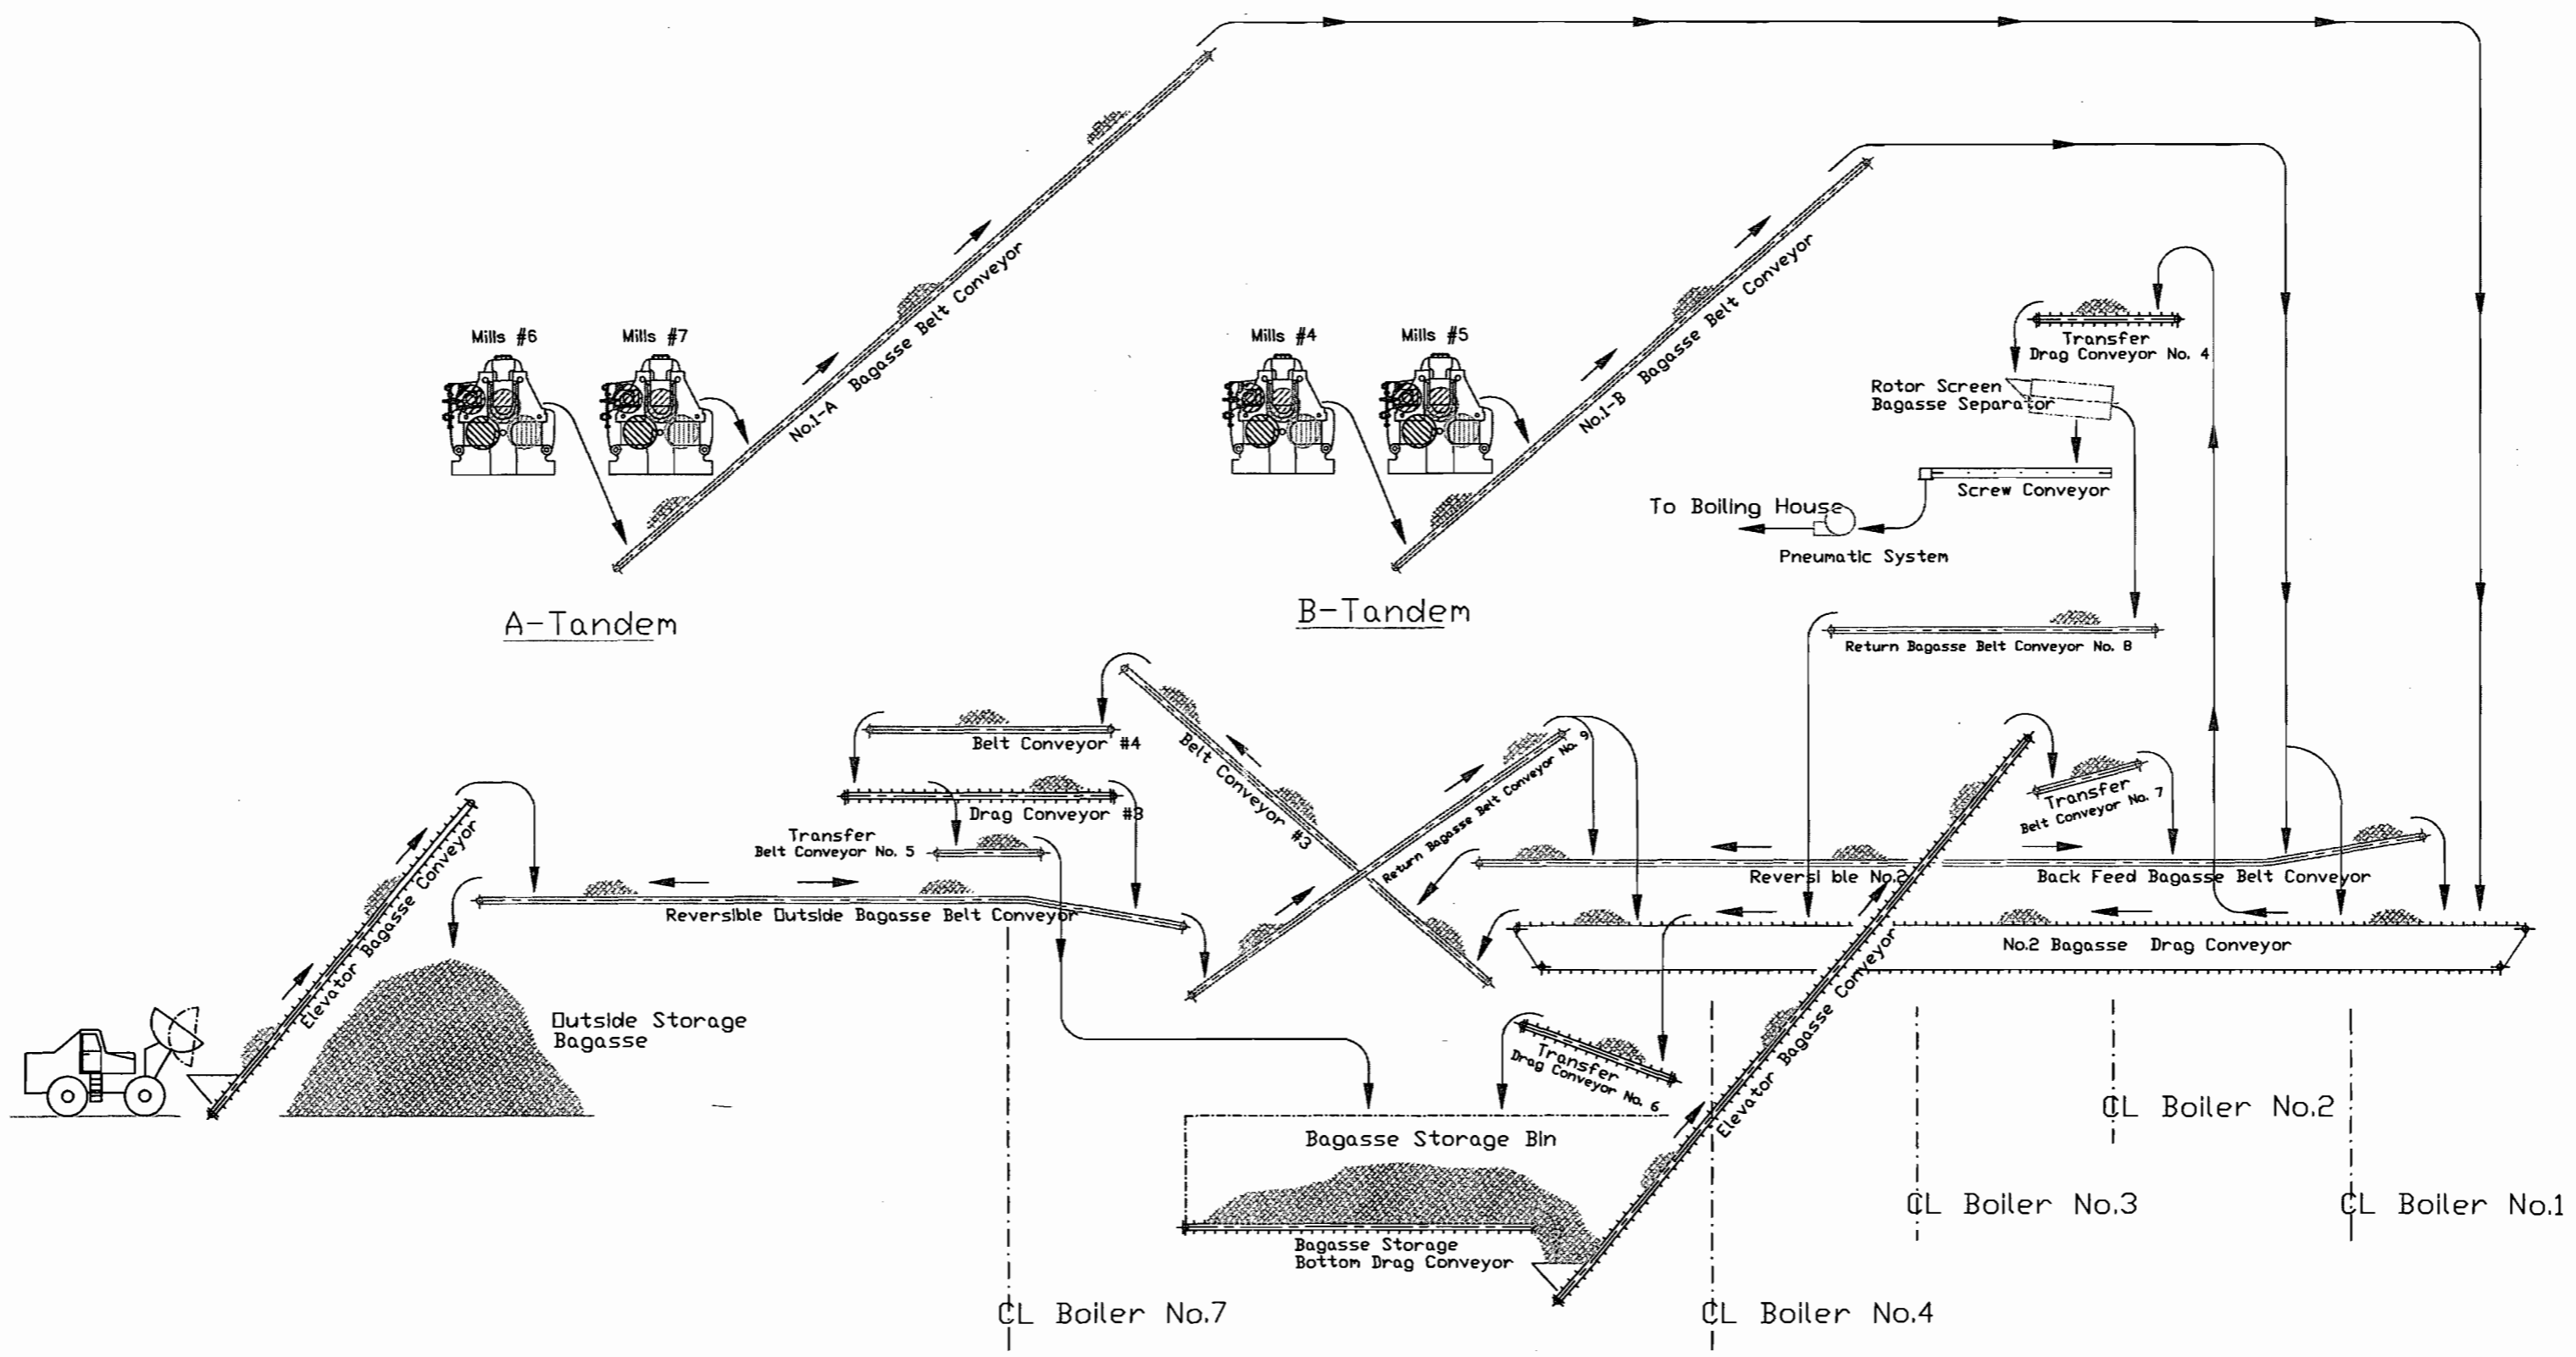 Mills #6
Mills #7
No.1-A Bagasse Belt Conveyor
A-Tandem
Mills #4
Mills #5
No.1-B Bagasse Belt Conveyor
B-Tandem
Transfer
Drag Conveyor No. 4
Rotor Screen
Bagasse Separator
Screw Conveyor
To Boiling House
Pneumatic System
Return Bagasse Belt Conveyor No. 8
Belt Conveyor #4
Drag Conveyor #3
Transfer
Belt Conveyor No. 5
Belt Conveyor #3
Return Bagasse Belt Conveyor No. 9
Transfer
Belt Conveyor No. 7
Reversible No.2
Back Feed Bagasse Belt Conveyor
Elevator Bagasse Conveyor
Reversible Outside Bagasse Belt Conveyor
No.2 Bagasse Drag Conveyor
Outside Storage
Bagasse
Transfer
Drag Conveyor No. 6
Elevator Bagasse Conveyor
Bagasse Storage Bin
Bagasse Storage
Bottom Drag Conveyor
CL Boiler No.2
CL Boiler No.3
CL Boiler No.1
CL Boiler No.7
CL Boiler No.4